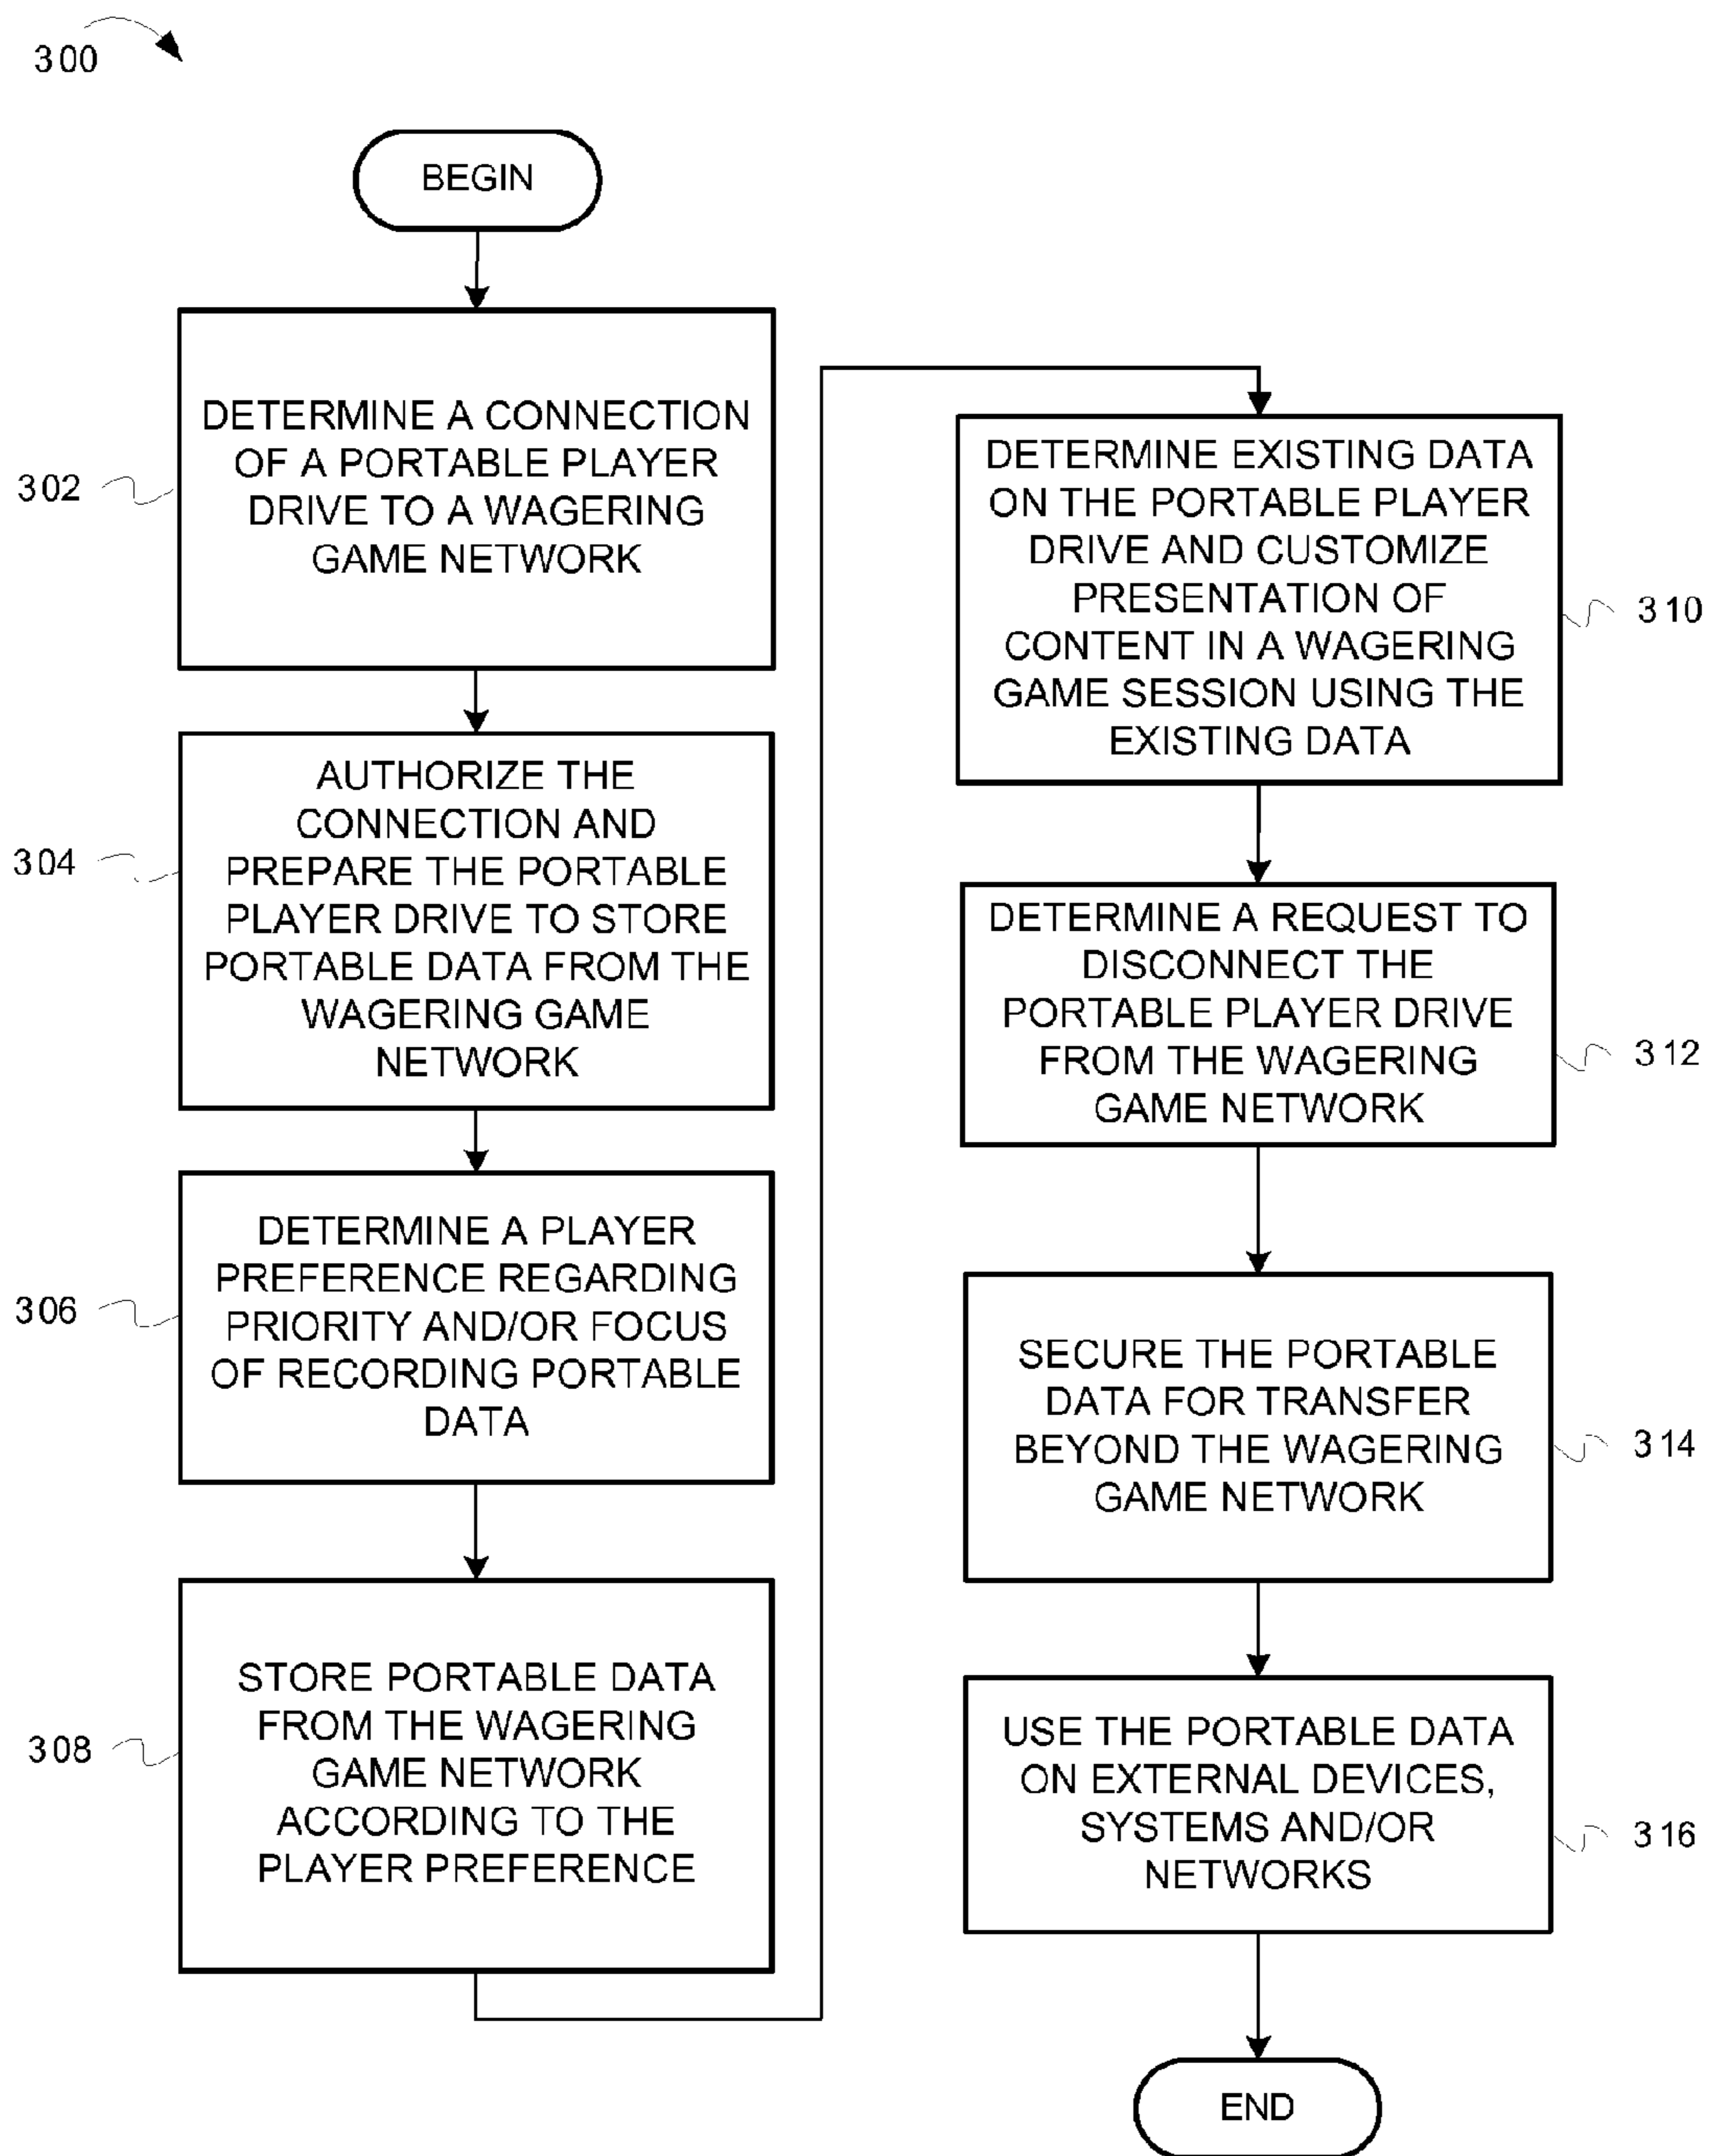 300
BEGIN
302
DETERMINE A CONNECTION
OF A PORTABLE PLAYER
DRIVE TO A WAGERING
GAME NETWORK
304
AUTHORIZE THE
CONNECTION AND
PREPARE THE PORTABLE
PLAYER DRIVE TO STORE
PORTABLE DATA FROM THE
WAGERING GAME
NETWORK
306
DETERMINE A PLAYER
PREFERENCE REGARDING
PRIORITY AND/OR FOCUS
OF RECORDING PORTABLE
DATA
308
STORE PORTABLE DATA
FROM THE WAGERING
GAME NETWORK
ACCORDING TO THE
PLAYER PREFERENCE
DETERMINE EXISTING DATA
ON THE PORTABLE PLAYER
DRIVE AND CUSTOMIZE
PRESENTATION OF
CONTENT IN A WAGERING
GAME SESSION USING THE
EXISTING DATA
310
DETERMINE A REQUEST TO
DISCONNECT THE
PORTABLE PLAYER DRIVE
FROM THE WAGERING
GAME NETWORK
312
SECURE THE PORTABLE
DATA FOR TRANSFER
BEYOND THE WAGERING
GAME NETWORK
314
USE THE PORTABLE DATA
ON EXTERNAL DEVICES,
SYSTEMS AND/OR
NETWORKS
316
END